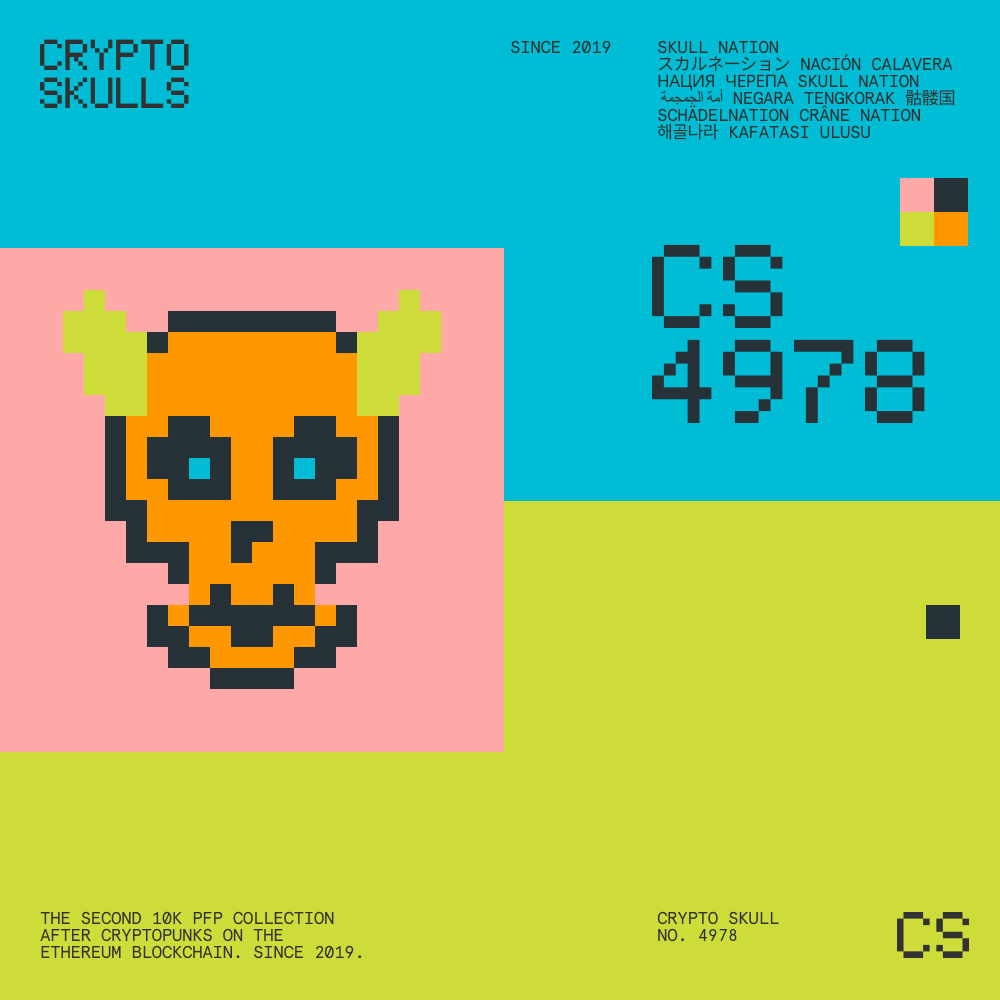 CRYPTO
SKULLS
SINCE 2019
SKULL NATION
スカルネーション NACIÓN CALAVERA
НАЦИЯ ЧЕРЕПА SKULL NATION
أمة الجمجمة NEGARA TENGKORAK 骷髅国
SCHÄDELNATION CRÂNE NATION
해골나라 KAFATASI ULUSU
CS
4978
THE SECOND 10K PFP COLLECTION
AFTER CRYPTOPUNKS ON THE
ETHEREUM BLOCKCHAIN. SINCE 2019.
CRYPTO SKULL
NO. 4978
CS